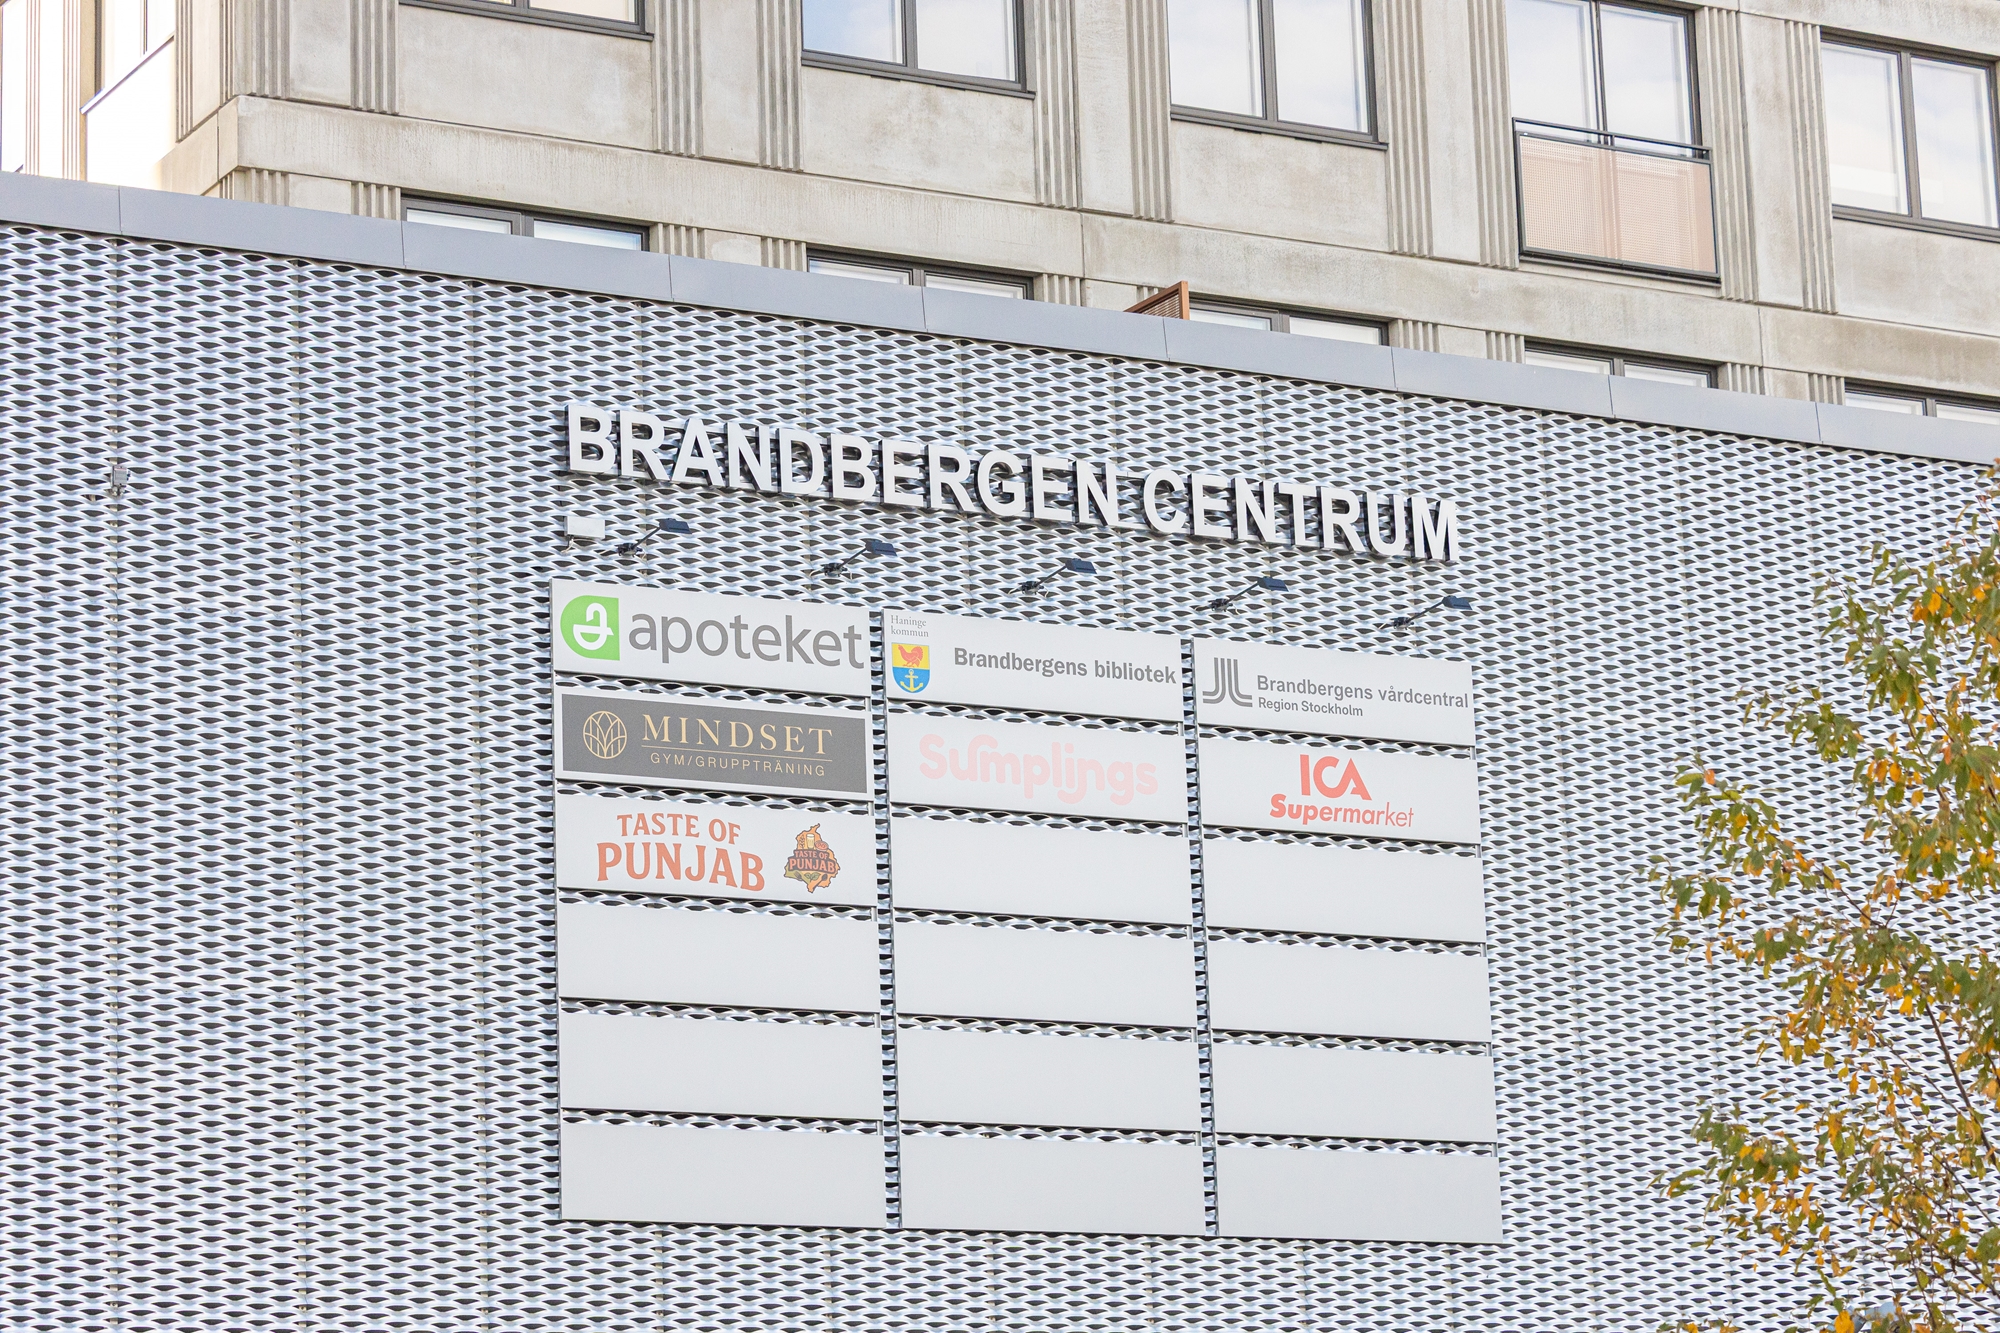 BRANDBERGEN CENTRUM
apoteket
Haninge
kommun
Brandbergens bibliotek
Brandbergens vårdcentral
Region Stockholm
MINDSET
GYM/GRUPPTRÄNING
Sumplijngs
ICA
Supermarket
TASTE OF
PUNJAB
TASTE OF
PUNJAB